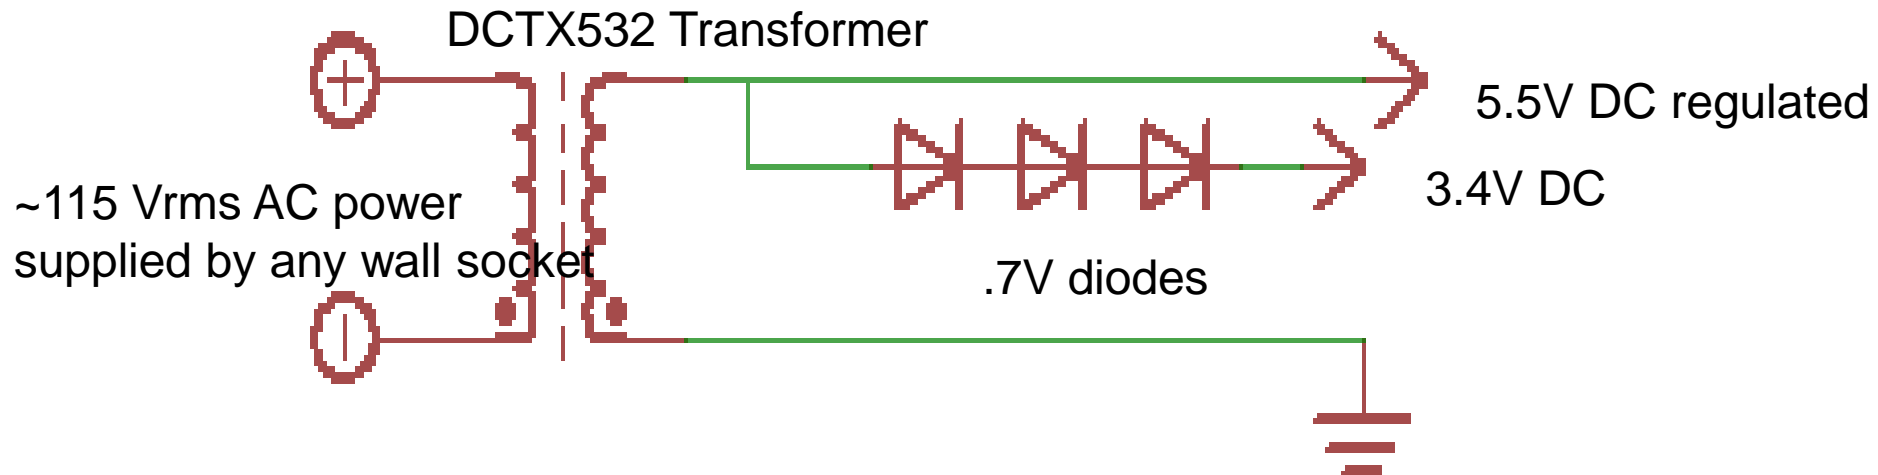 DCTX532 Transformer
5.5V DC regulated
3.4V DC
~115 Vrms AC power
supplied by any wall socket
.7V diodes